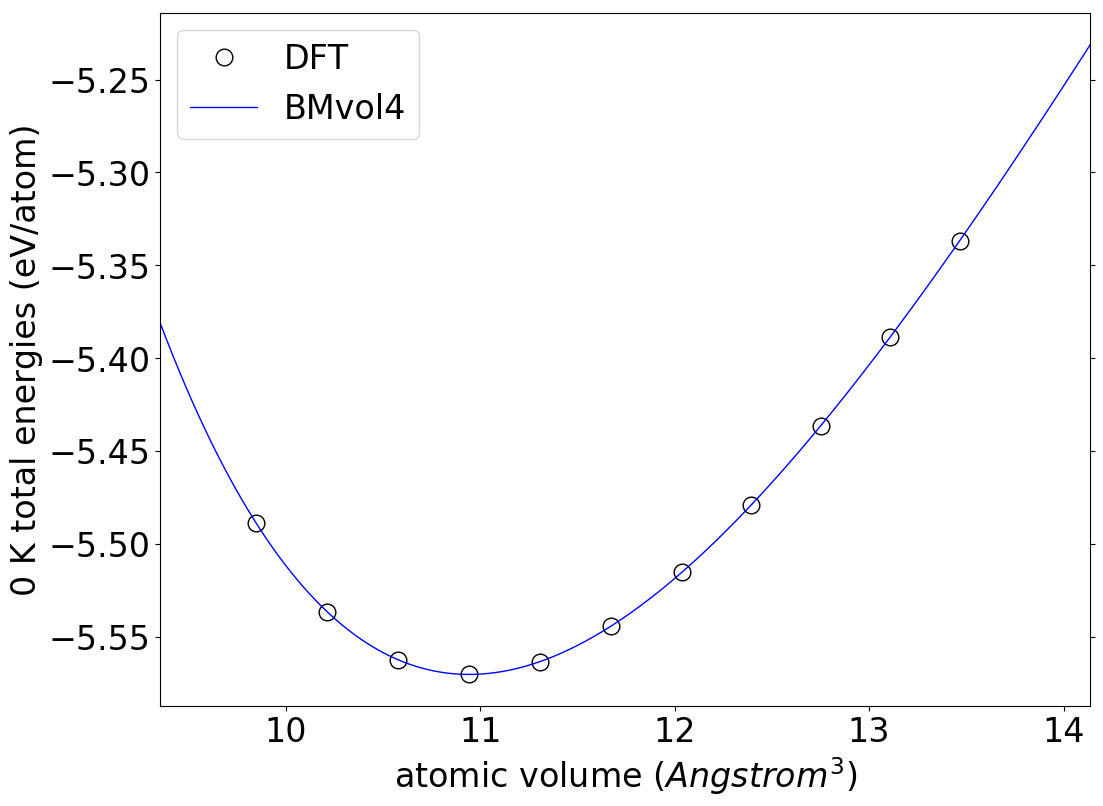 DFT
BMvol4
0 K total energies (eV/atom)
−5.25
−5.30
−5.35
−5.40
−5.45
−5.50
−5.55
10 11 12 13 14
atomic volume (Angstrom³)